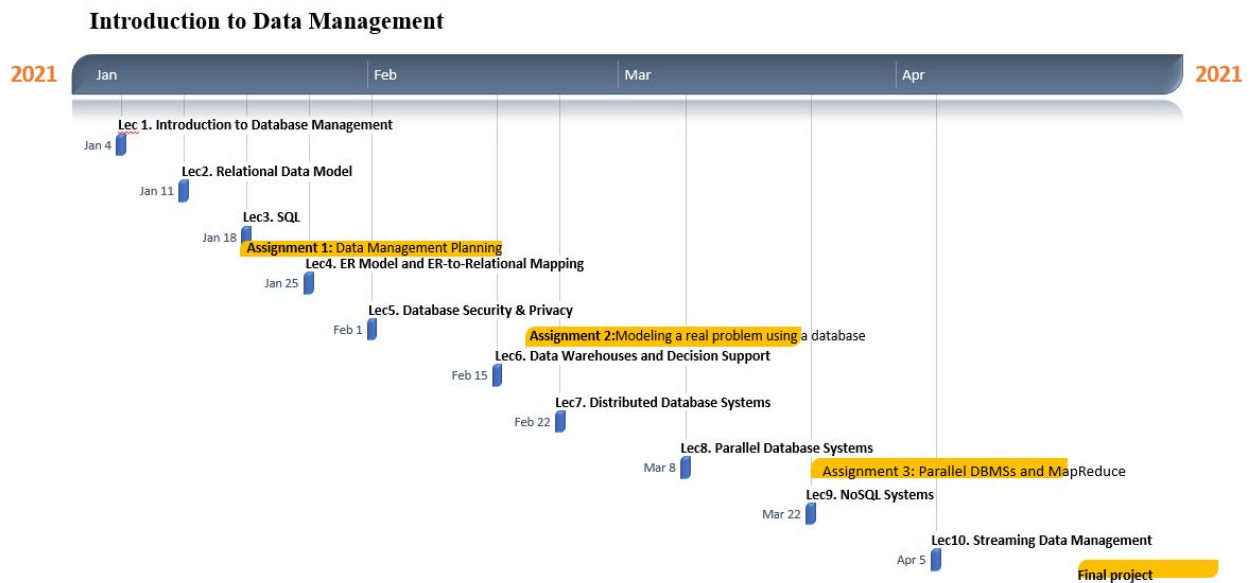 Introduction to Data Management
2021 Jan Feb Mar Apr 2021
Lec 1. Introduction to Database Management
Jan 4
Lec2. Relational Data Model
Jan 11
Lec3. SQL
Jan 18
Assignment 1: Data Management Planning
Lec4. ER Model and ER-to-Relational Mapping
Jan 25
Lec5. Database Security & Privacy
Feb 1
Assignment 2:Modeling a real problem using a database
Lec6. Data Warehouses and Decision Support
Feb 15
Lec7. Distributed Database Systems
Feb 22
Lec8. Parallel Database Systems
Mar 8
Assignment 3: Parallel DBMSs and MapReduce
Lec9. NoSQL Systems
Mar 22
Lec10. Streaming Data Management
Apr 5
Final project